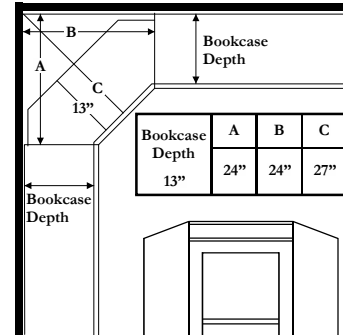 B
Bookcase
Depth
A
C
13”
Bookcase
Depth
13”
A B C
24” 24” 27”
Bookcase
Depth